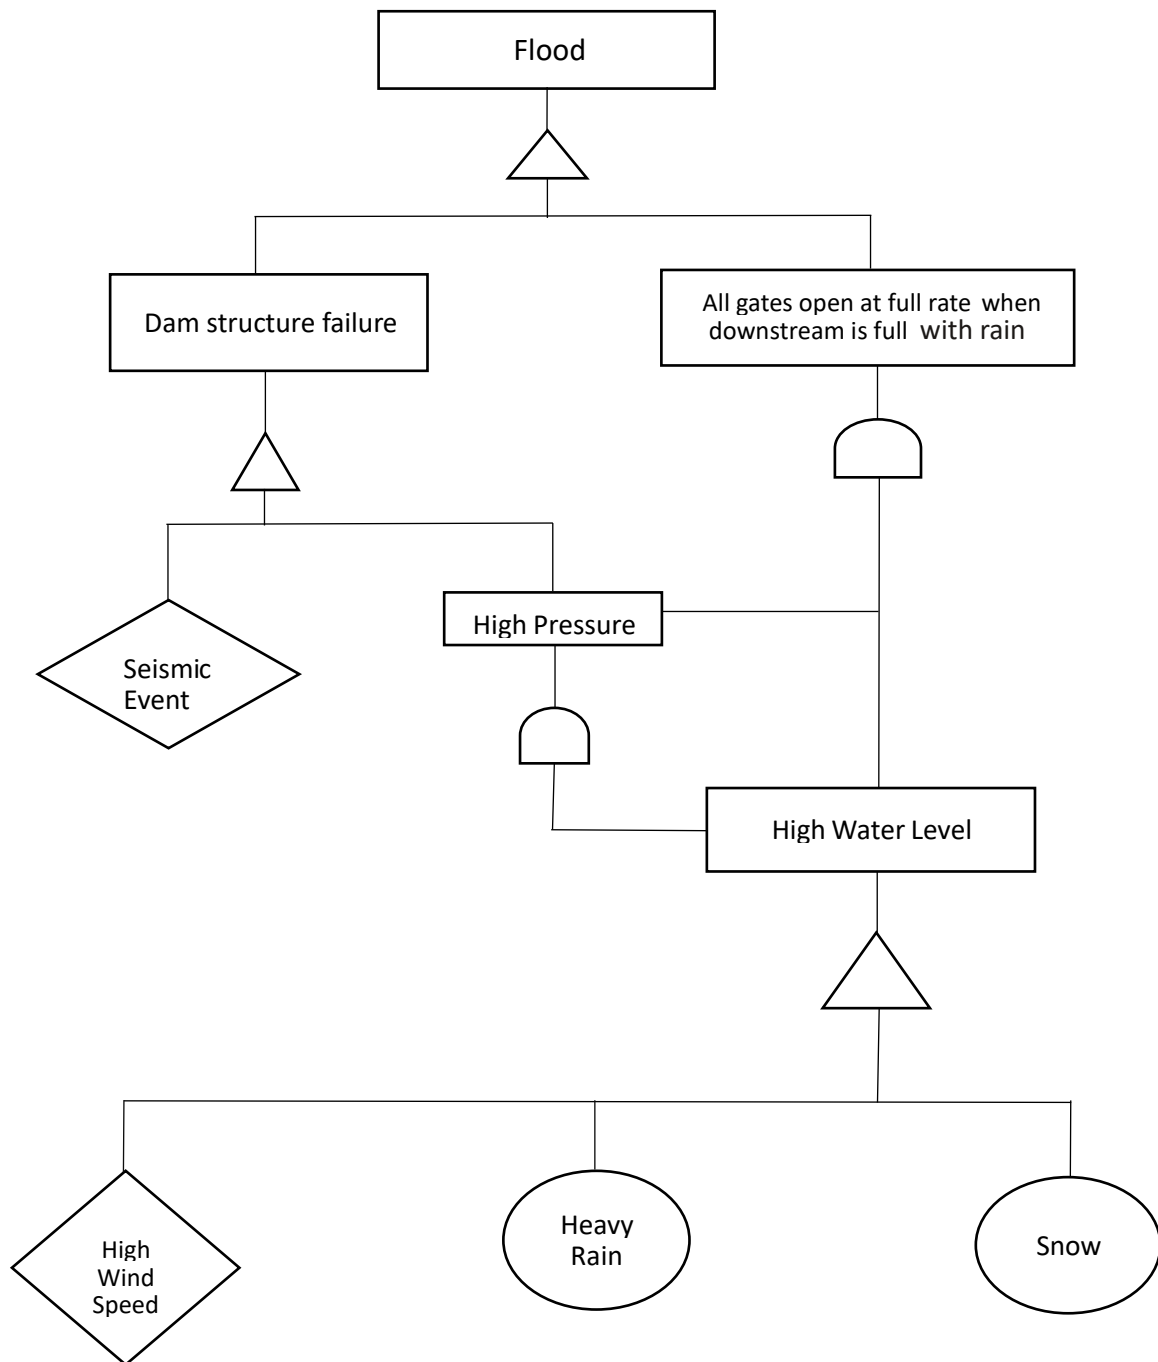 Flood
Dam structure failure
All gates open at full rate when
downstream is full with rain
High Pressure
Seismic
Event
High Water Level
High
Wind
Speed
Heavy
Rain
Snow